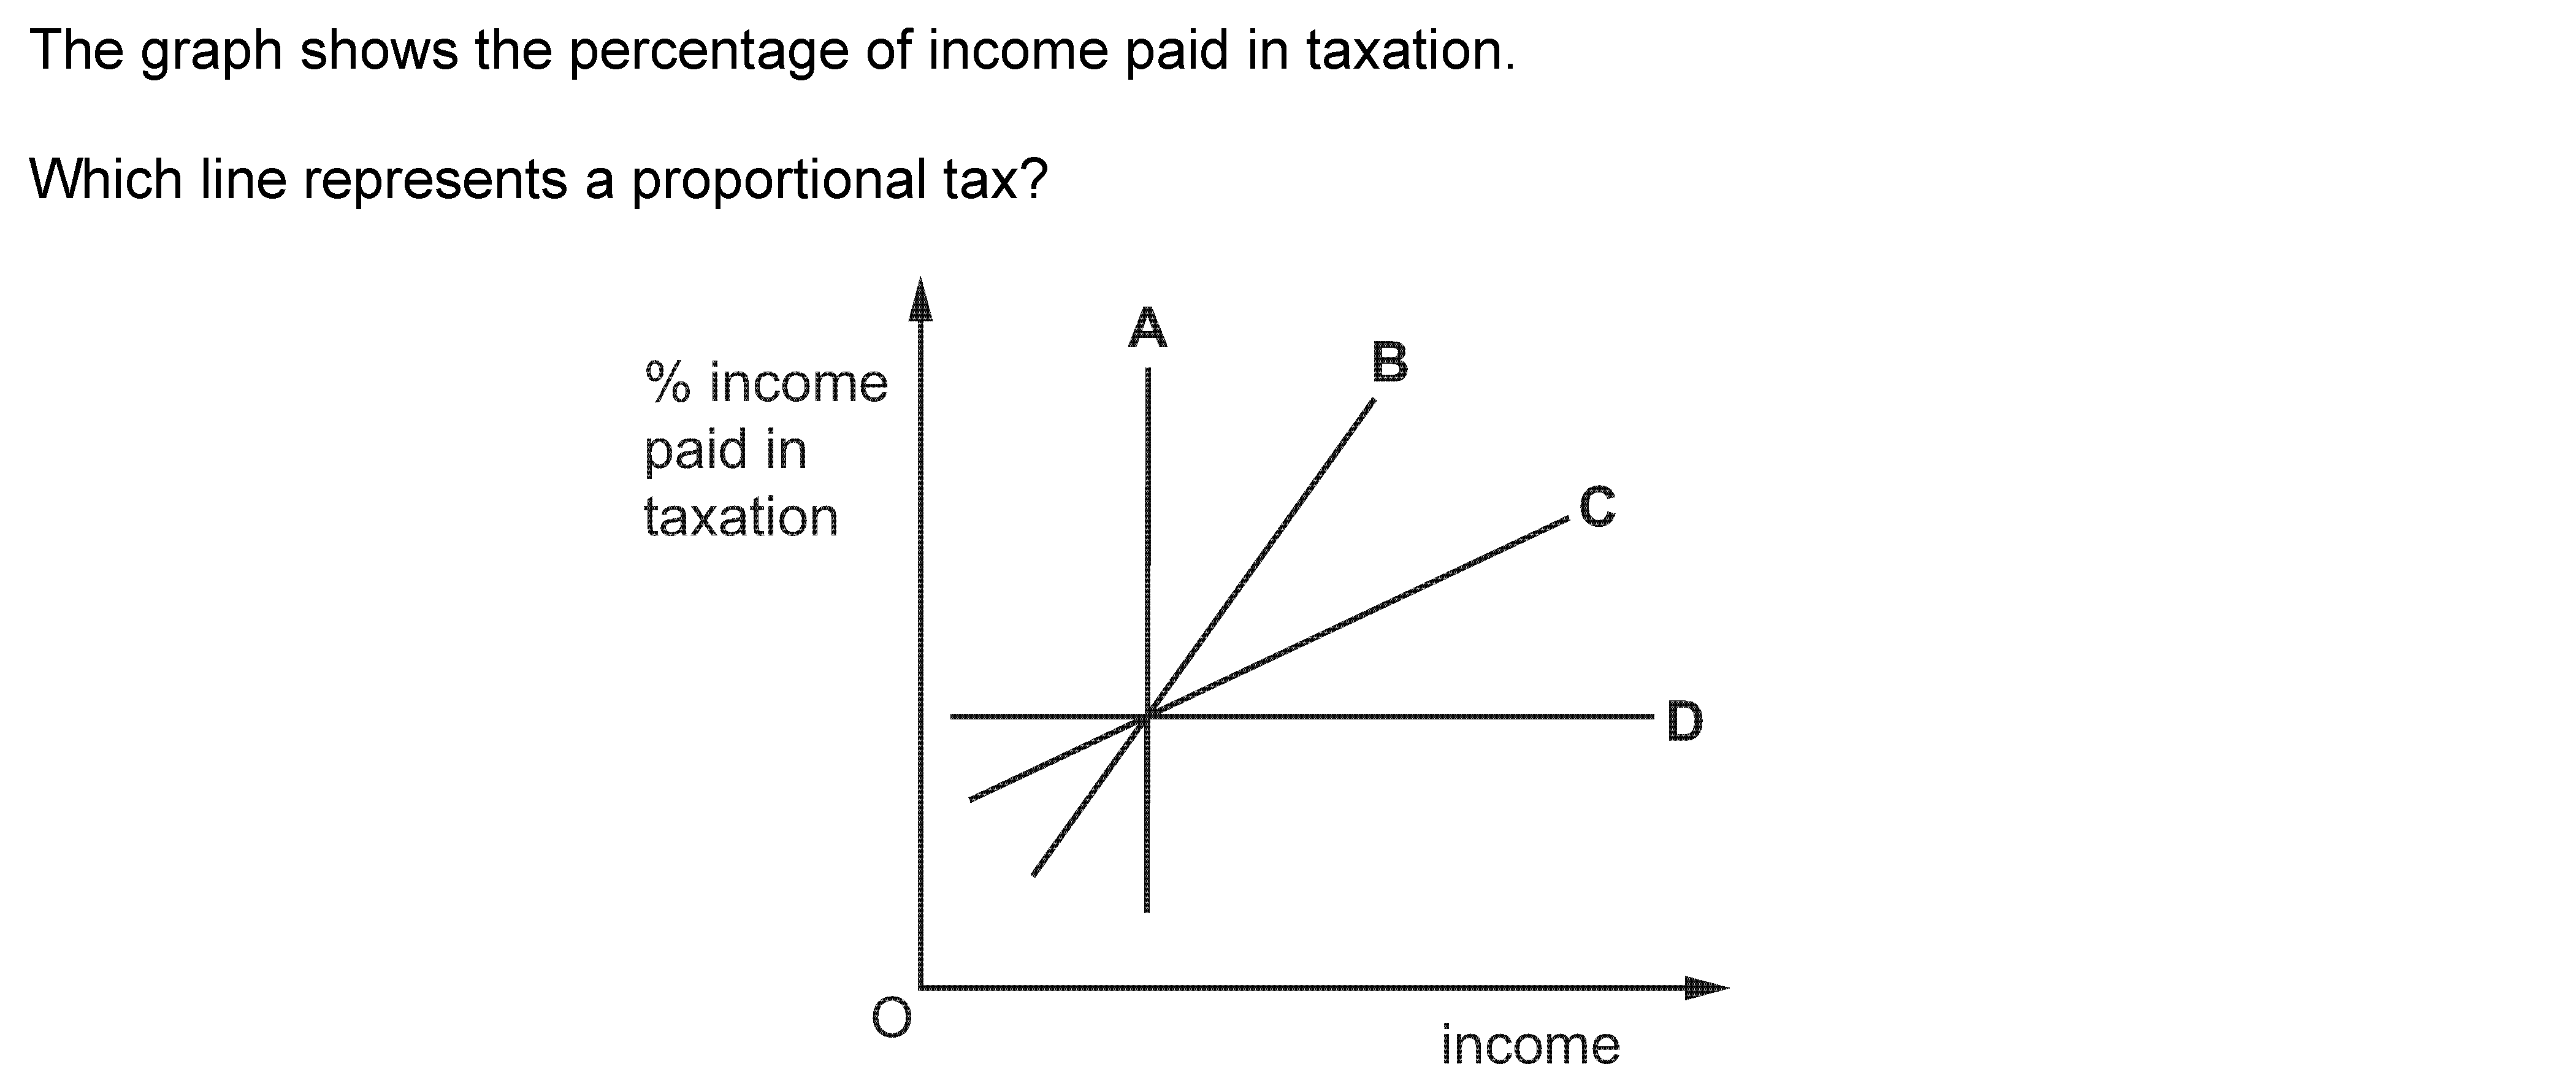 The graph shows the percentage of income paid in taxation.
Which line represents a proportional tax?
A
B
% income
paid in
taxation
C
D
O
income